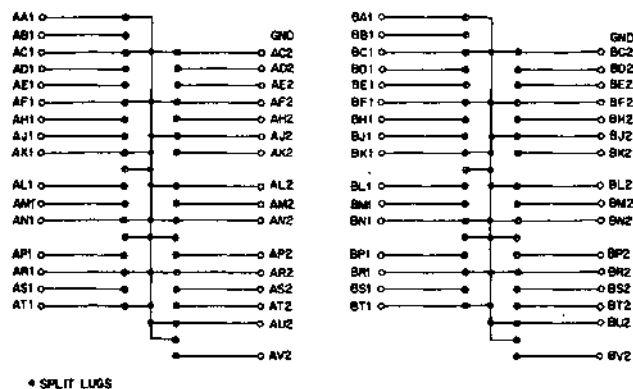 AA1 BA1
AB1 GND BB1 GND
AC1 AC2 BC1 BC2
AD1 AD2 BD1 BD2
AE1 AE2 BE1 BE2
AF1 AF2 BF1 BF2
AH1 AH2 BH1 BH2
AJ1 AJ2 BJ1 BJ2
AK1 AK2 BK1 BK2
AL1 AL2 BL1 BL2
AM1 AM2 BM1 BM2
AN1 AN2 BN1 BN2
AP1 AP2 BP1 BP2
AR1 AR2 BR1 BR2
AS1 AS2 BS1 BS2
AT1 AT2 BT1 BT2
AU2 BU2
AV2 BV2
* SPLIT LUGS